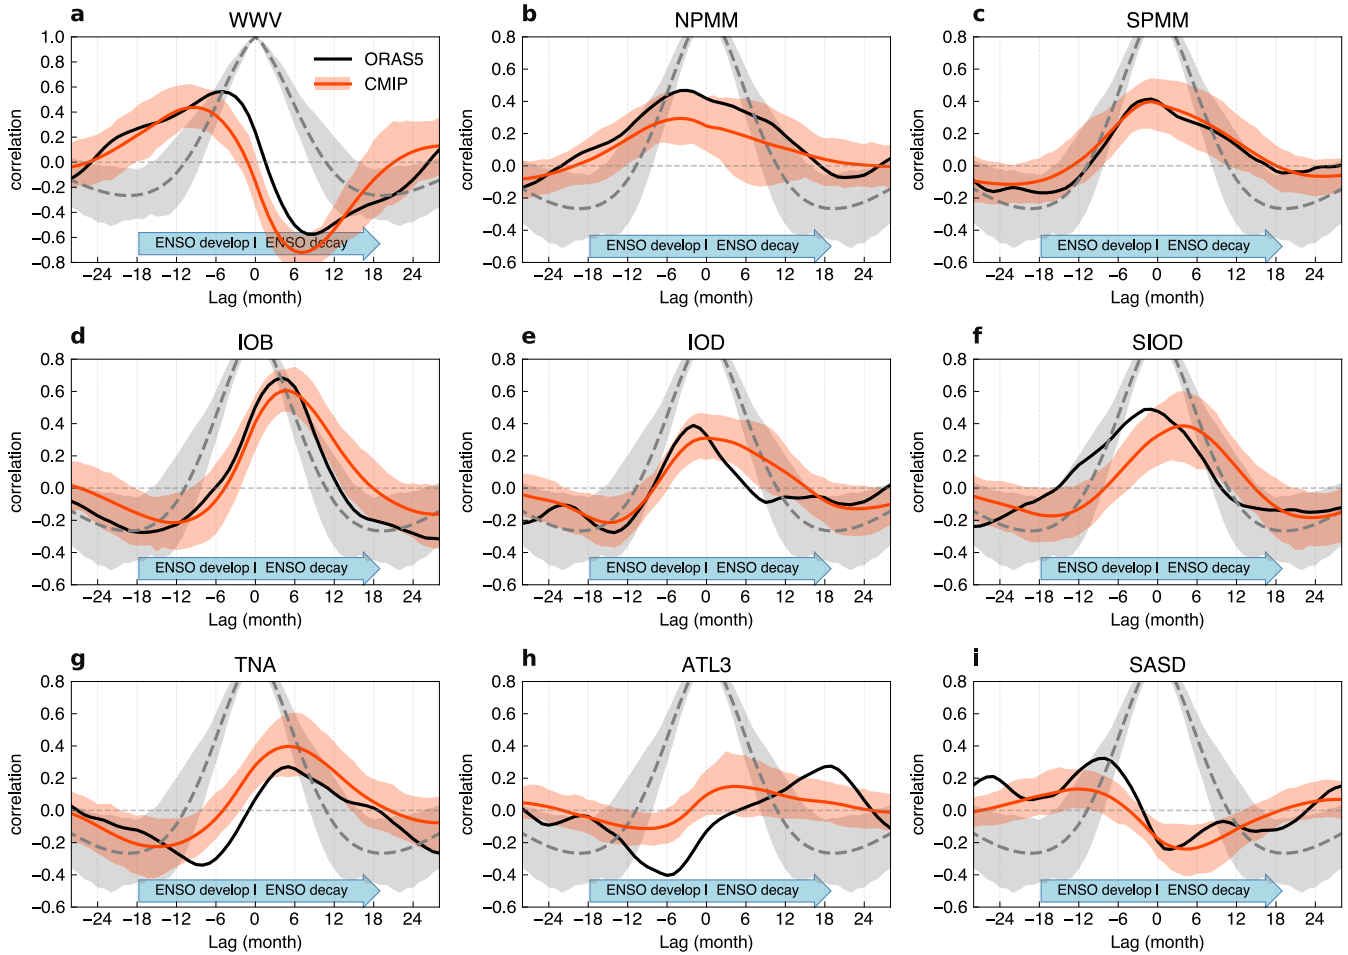 a WWV
1.0
0.8
0.6
0.4
0.2
0.0
−0.2
−0.4
−0.6
−0.8
correlation
ORAS5
CMIP
ENSO develop I ENSO decay
−24 −18 −12 −6 0 6 12 18 24
Lag (month)
b NPMM
0.8
0.6
0.4
0.2
0.0
−0.2
−0.4
−0.6
correlation
ENSO develop I ENSO decay
−24 −18 −12 −6 0 6 12 18 24
Lag (month)
c SPMM
0.8
0.6
0.4
0.2
0.0
−0.2
−0.4
−0.6
correlation
ENSO develop I ENSO decay
−24 −18 −12 −6 0 6 12 18 24
Lag (month)
d IOB
0.8
0.6
0.4
0.2
0.0
−0.2
−0.4
−0.6
correlation
ENSO develop I ENSO decay
−24 −18 −12 −6 0 6 12 18 24
Lag (month)
e IOD
0.8
0.6
0.4
0.2
0.0
−0.2
−0.4
−0.6
correlation
ENSO develop I ENSO decay
−24 −18 −12 −6 0 6 12 18 24
Lag (month)
f SIOD
0.8
0.6
0.4
0.2
0.0
−0.2
−0.4
−0.6
correlation
ENSO develop I ENSO decay
−24 −18 −12 −6 0 6 12 18 24
Lag (month)
g TNA
0.8
0.6
0.4
0.2
0.0
−0.2
−0.4
−0.6
correlation
ENSO develop I ENSO decay
−24 −18 −12 −6 0 6 12 18 24
Lag (month)
h ATL3
0.8
0.6
0.4
0.2
0.0
−0.2
−0.4
−0.6
correlation
ENSO develop I ENSO decay
−24 −18 −12 −6 0 6 12 18 24
Lag (month)
i SASD
0.8
0.6
0.4
0.2
0.0
−0.2
−0.4
−0.6
correlation
ENSO develop I ENSO decay
−24 −18 −12 −6 0 6 12 18 24
Lag (month)